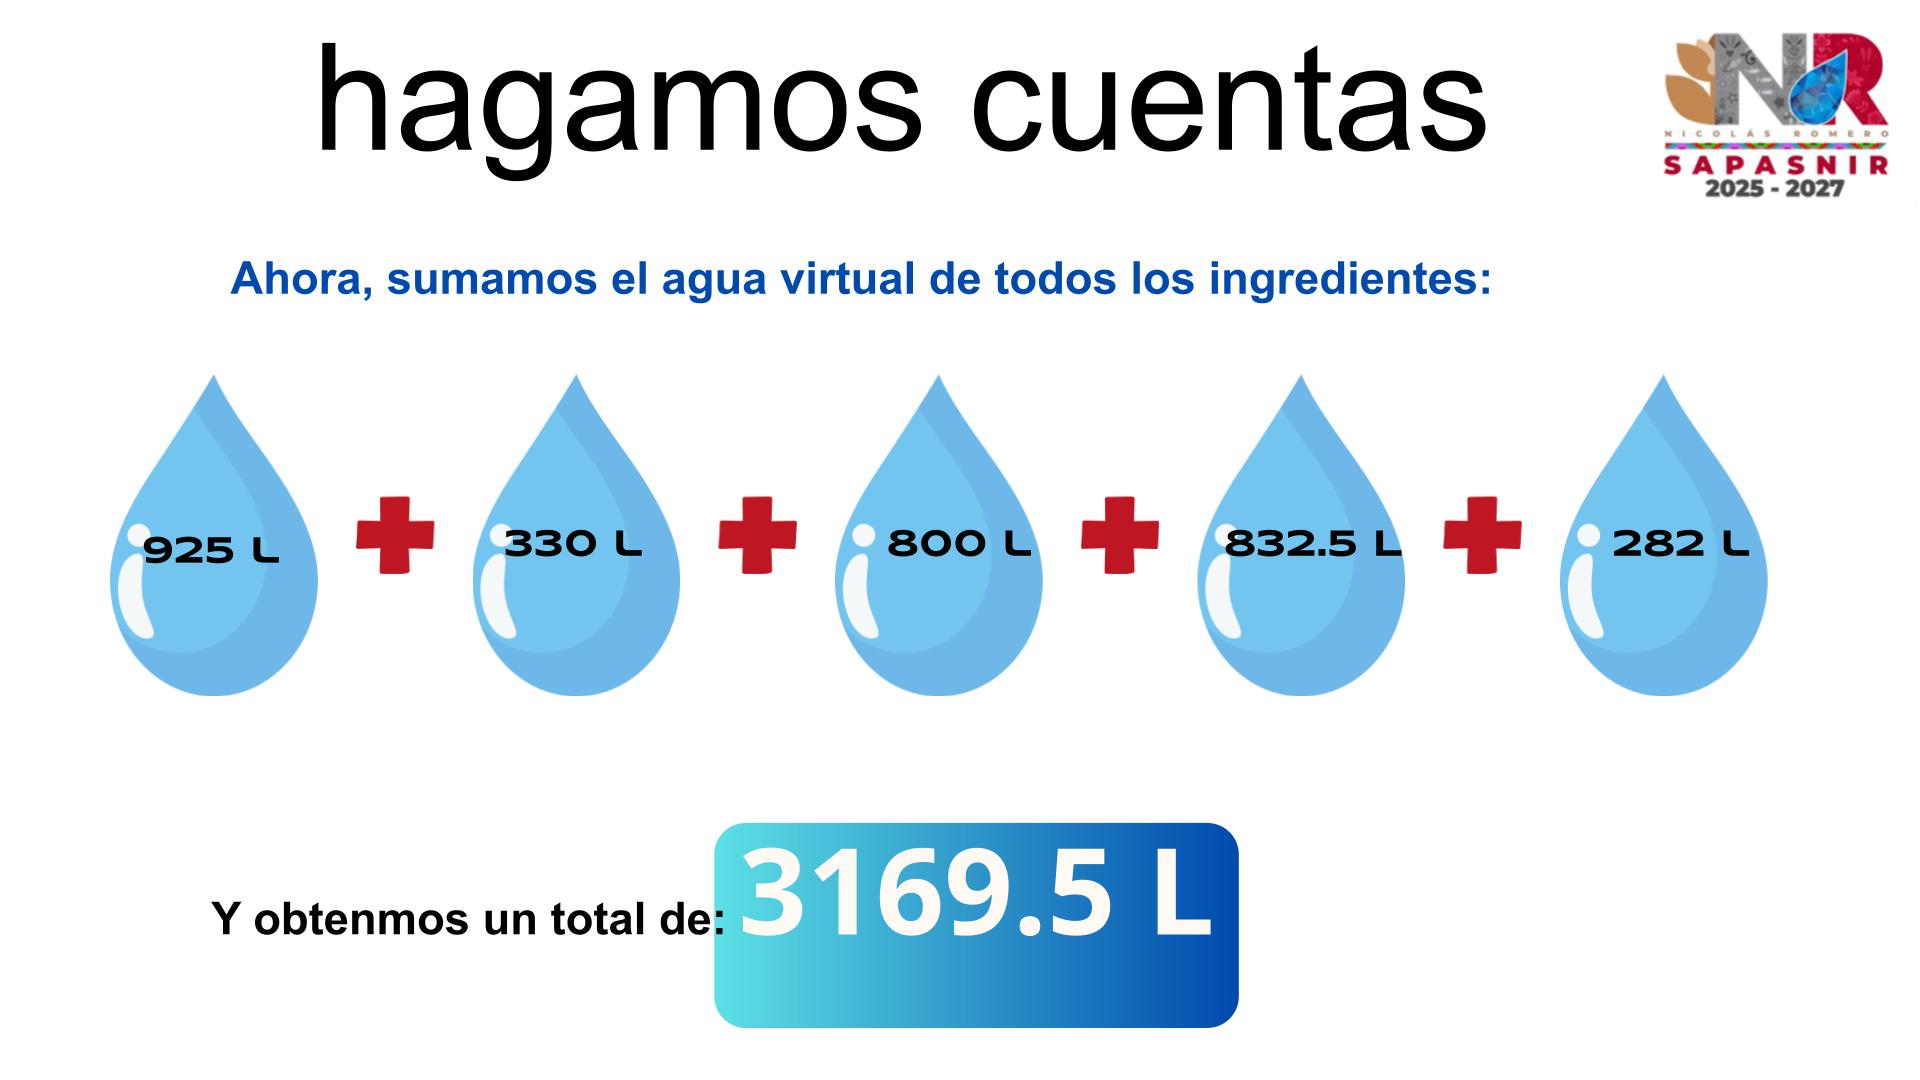 hagamos cuentas
NICOLÁS ROMERO
SAPASNIR
2025 - 2027
Ahora, sumamos el agua virtual de todos los ingredientes:
925 L
330 L
800 L
832.5 L
282 L
Y obtenmos un total de: 3169.5 L